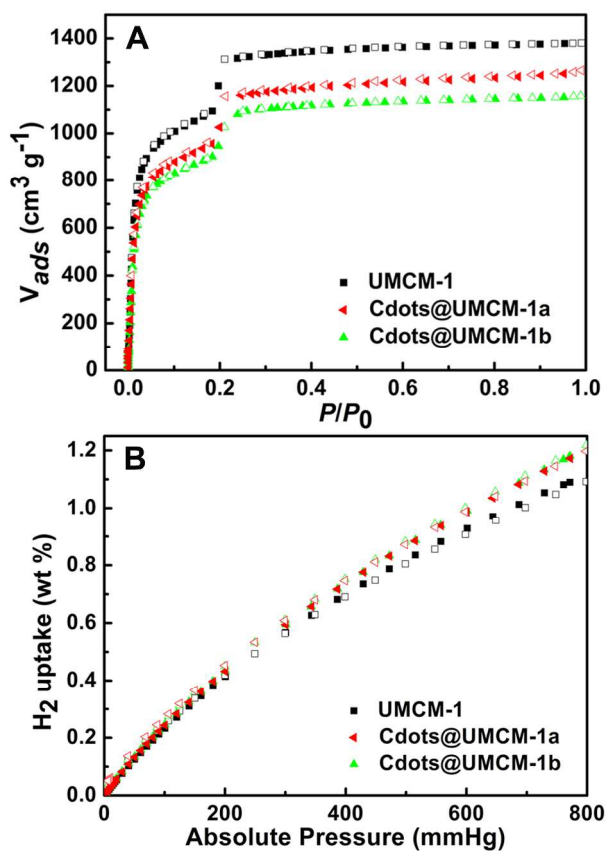 A
V_ads (cm³ g⁻¹)
1400
1200
1000
800
600
400
200
0
UMCM-1
Cdots@UMCM-1a
Cdots@UMCM-1b
0.0 0.2 0.4 0.6 0.8 1.0
P/P₀
B
H₂ uptake (wt %)
1.2
1.0
0.8
0.6
0.4
0.2
0.0
UMCM-1
Cdots@UMCM-1a
Cdots@UMCM-1b
0 200 400 600 800
Absolute Pressure (mmHg)